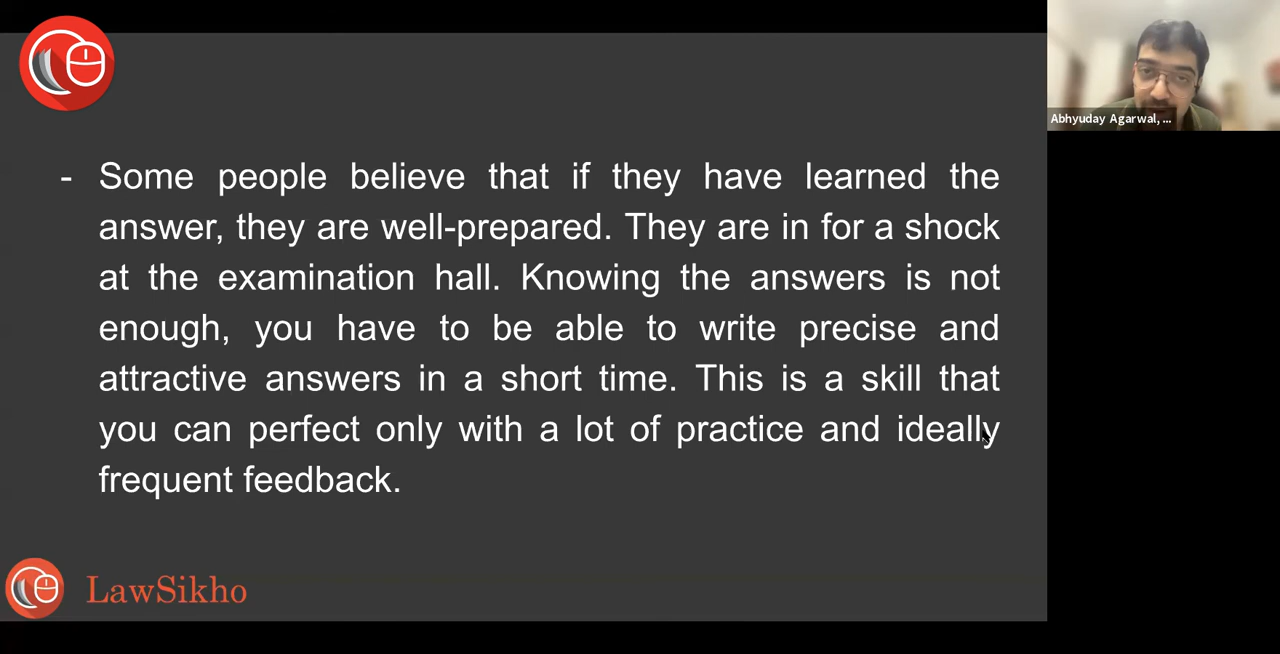 Abhyuday Agarwal, ...
- Some people believe that if they have learned the
answer, they are well-prepared. They are in for a shock
at the examination hall. Knowing the answers is not
enough, you have to be able to write precise and
attractive answers in a short time. This is a skill that
you can perfect only with a lot of practice and ideally
frequent feedback.
LawSikho